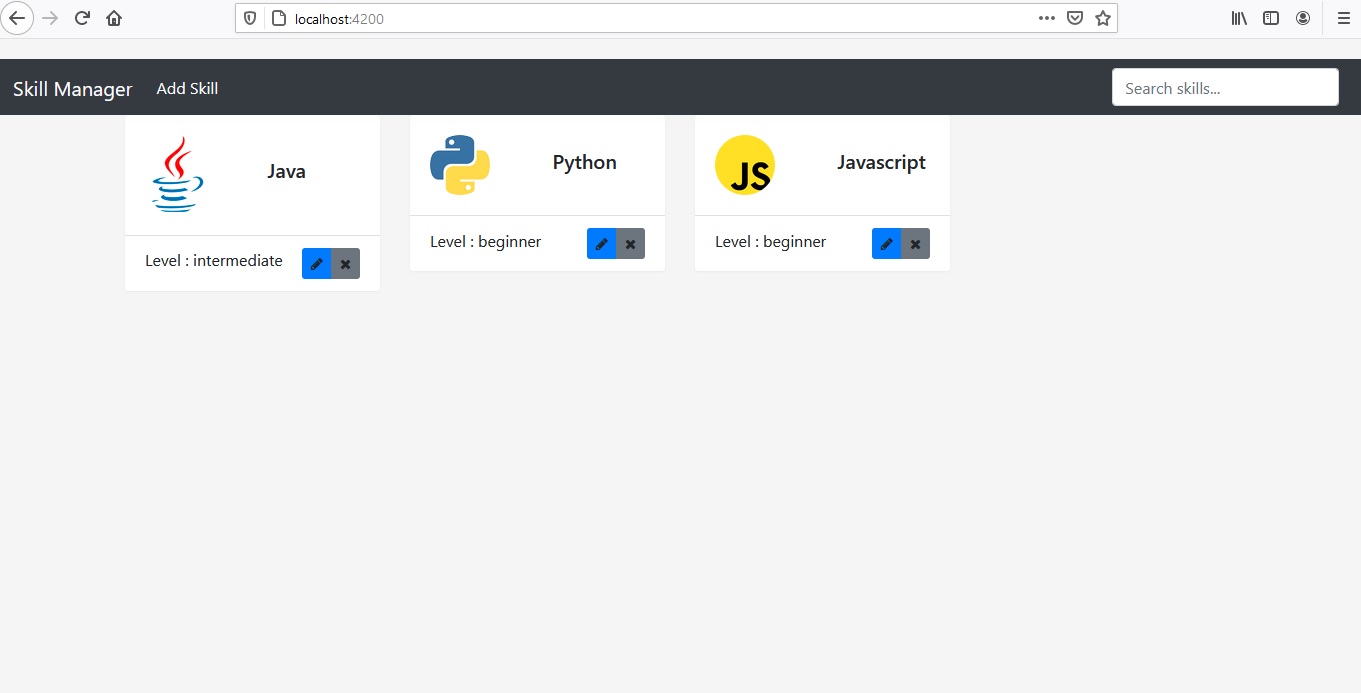 localhost:4200
Skill Manager
Add Skill
Search skills...
Java
Python
JS
Javascript
Level : intermediate
Level : beginner
Level : beginner